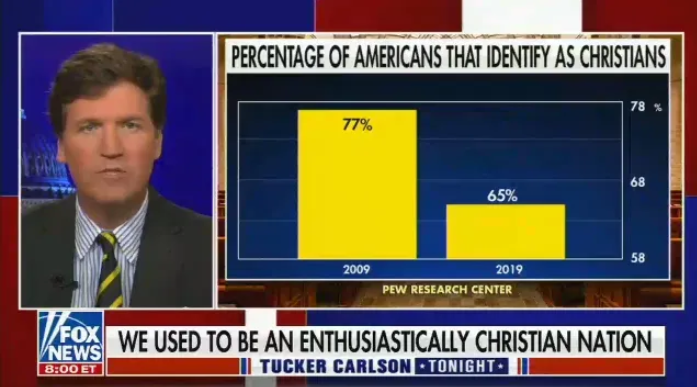 PERCENTAGE OF AMERICANS THAT IDENTIFY AS CHRISTIANS
78 %
77%
68
65%
58
2009 2019
PEW RESEARCH CENTER
FOX
NEWS
8:00 ET
WE USED TO BE AN ENTHUSIASTICALLY CHRISTIAN NATION
TUCKER CARLSON TONIGHT